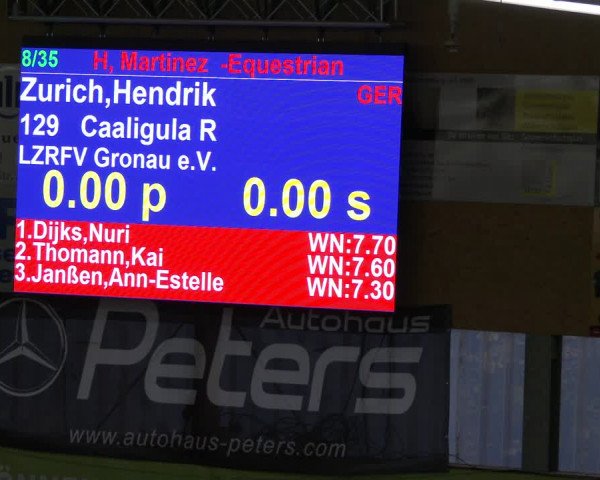 8/35 H, Martinez -Equestrian
Zurich,Hendrik GER
129 Caaligula R
LZRFV Gronau e.V.
0.00 p 0.00 s
1.Dijks,Nuri WN:7.70
2.Thomann,Kai WN:7.60
3.Janßen,Ann-Estelle WN:7.30
Autohaus
Peters
www.autohaus-peters.com